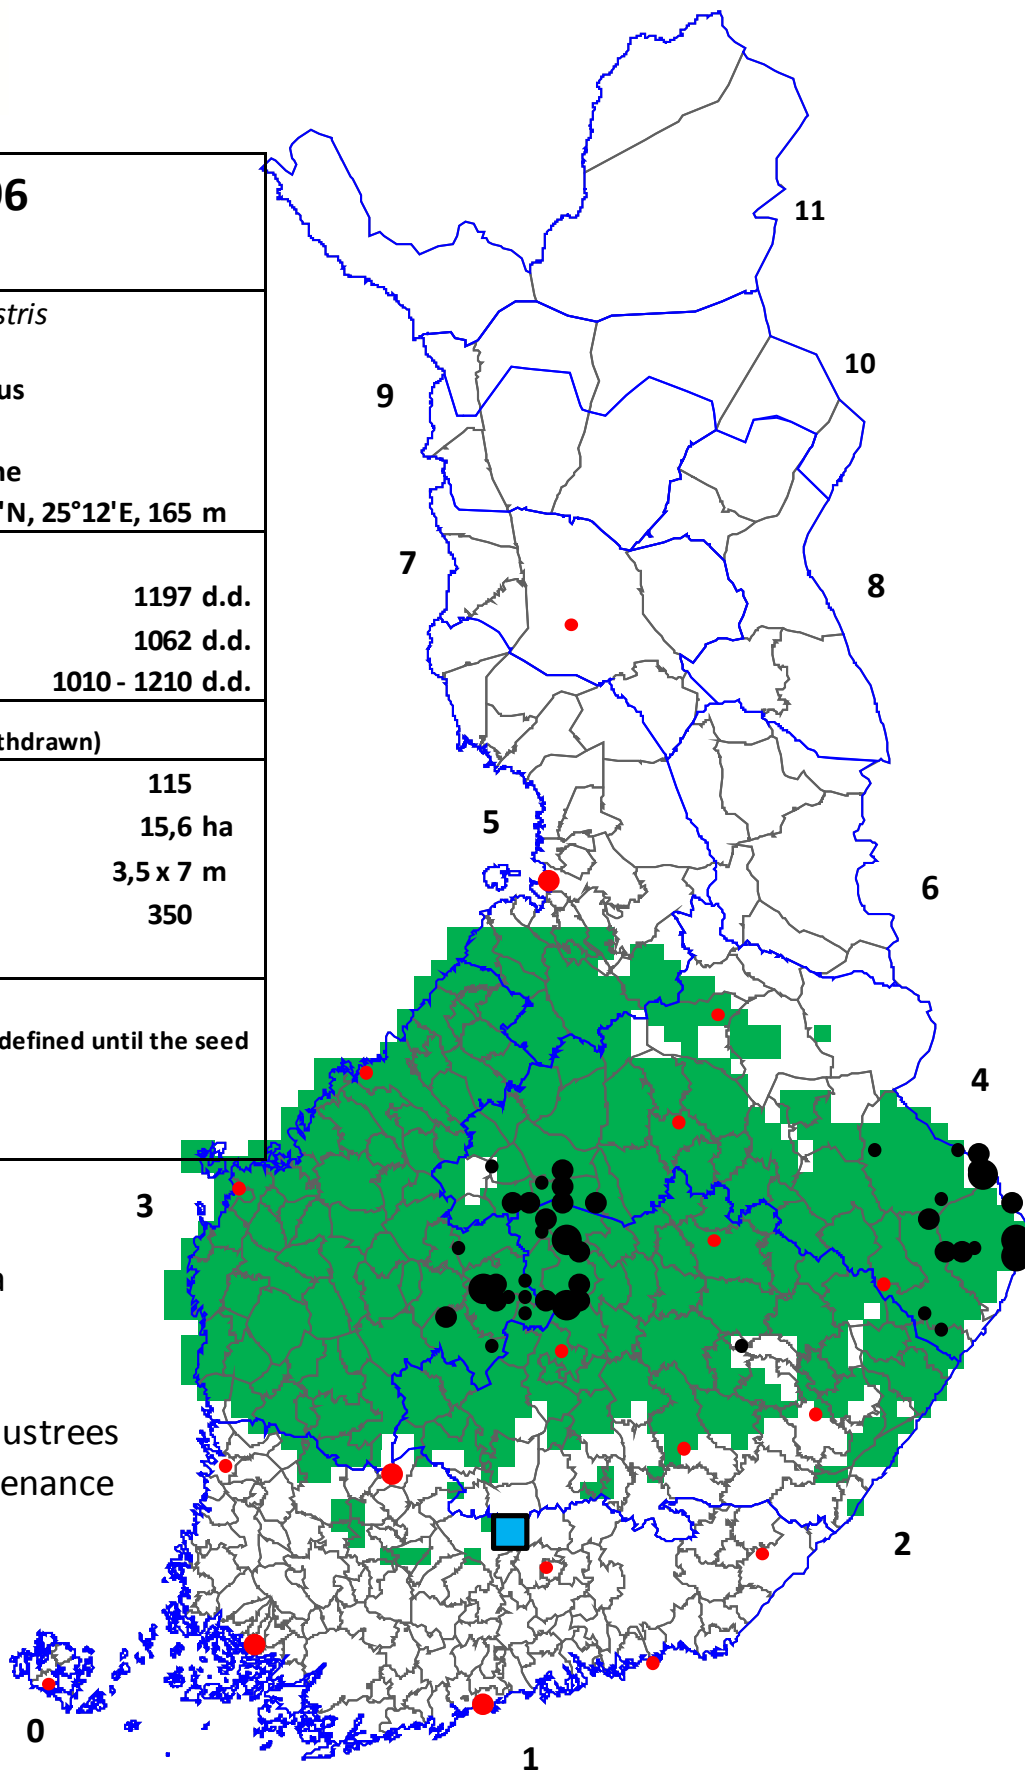 96
stris
us
ne
'N, 25°12'E, 165 m
1197 d.d.
1062 d.d.
1010 - 1210 d.d.
thdrawn)
115
15,6 ha
3,5 x 7 m
350
defined until the seed
a
ustrees
enance
11
10
9
8
7
6
5
4
3
2
1
0